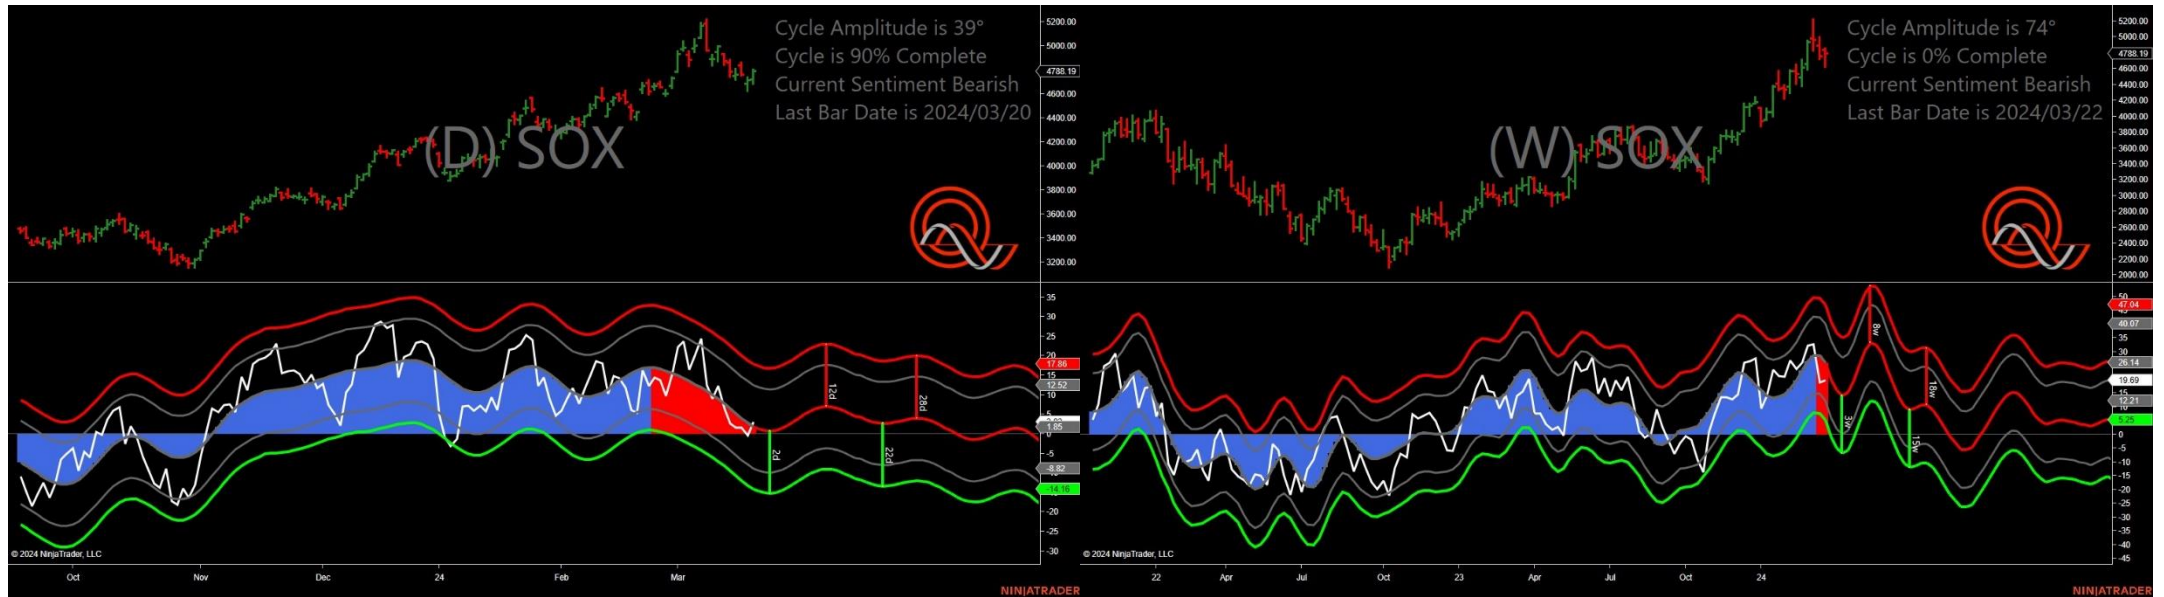 Cycle Amplitude is 39°
Cycle is 90% Complete
Current Sentiment Bearish
Last Bar Date is 2024/03/20
(D) SOX
5200.00
5000.00
4788.19
4600.00
4400.00
4200.00
4000.00
3800.00
3600.00
3400.00
3200.00
35
30
25
20
17.86
15
12.52
10
5
1.85
0
-5
-8.82
-14.16
-20
-25
-30
12d
28d
2d
22d
© 2024 NinjaTrader, LLC
Oct
Nov
Dec
24
Feb
Mar
NINJATRADER
Cycle Amplitude is 74°
Cycle is 0% Complete
Current Sentiment Bearish
Last Bar Date is 2024/03/22
(W) SOX
5200.00
5000.00
4788.19
4600.00
4400.00
4200.00
4000.00
3800.00
3600.00
3400.00
3200.00
3000.00
2800.00
2600.00
2400.00
2200.00
2000.00
50
47.04
40.07
35
30
26.14
19.69
15
12.21
5.25
0
-5
-10
-15
-20
-25
-30
-35
-40
-45
8w
18w
3w
15w
© 2024 NinjaTrader, LLC
22
Apr
Jul
Oct
23
Apr
Jul
Oct
24
NINJATRADER